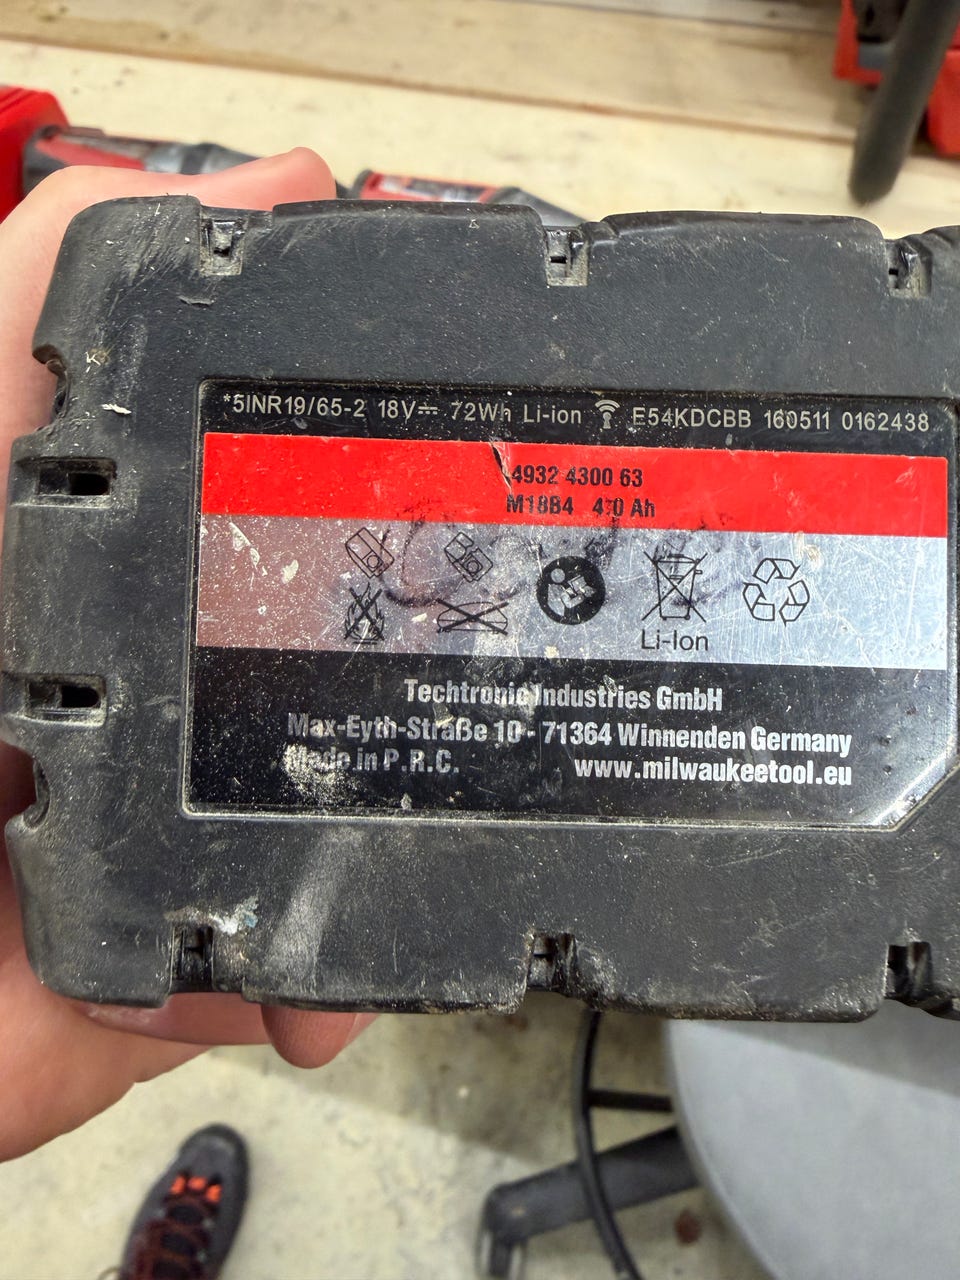 *5INR19/65-2 18V⎓ 72Wh Li-ion E54KDCBB 160511 0162438
4932 4300 63
M18B4 4.0 Ah
Li-Ion
Techtronic Industries GmbH
Max-Eyth-Straße 10 - 71364 Winnenden Germany
Made in P.R.C. www.milwaukeetool.eu